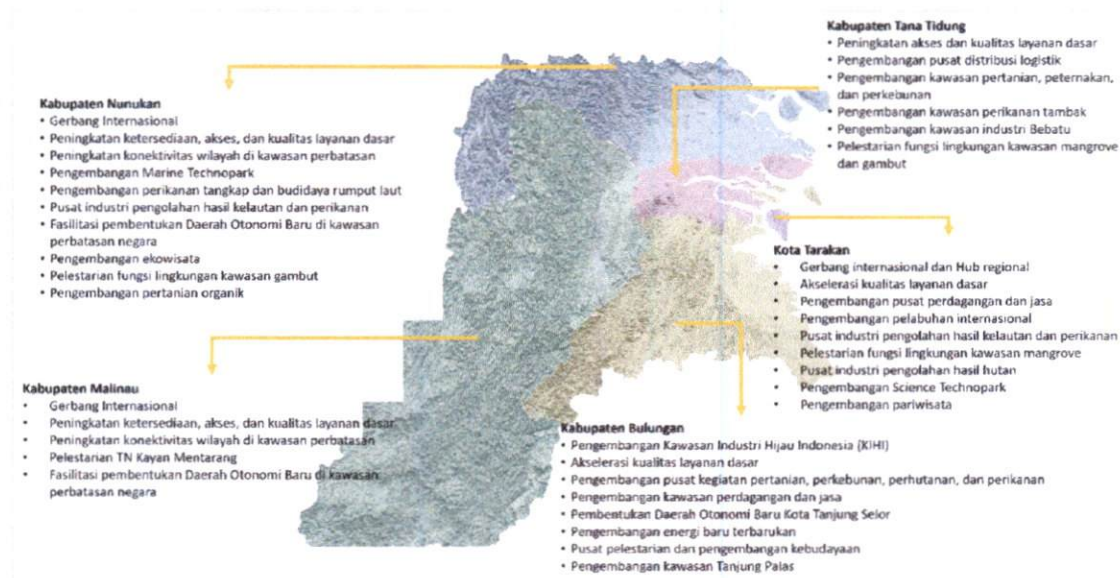 Kabupaten Tana Tidung
• Peningkatan akses dan kualitas layanan dasar
• Pengembangan pusat distribusi logistik
• Pengembangan kawasan pertanian, peternakan,
dan perkebunan
• Pengembangan kawasan perikanan tambak
• Pengembangan kawasan industri Bebatu
• Pelestarian fungsi lingkungan kawasan mangrove
dan gambut
Kabupaten Nunukan
• Gerbang Internasional
• Peningkatan ketersediaan, akses, dan kualitas layanan dasar
• Peningkatan konektivitas wilayah di kawasan perbatasan
• Pengembangan Marine Technopark
• Pengembangan perikanan tangkap dan budidaya rumput laut
• Pusat industri pengolahan hasil kelautan dan perikanan
• Fasilitasi pembentukan Daerah Otonomi Baru di kawasan
perbatasan negara
• Pengembangan ekowisata
• Pelestarian fungsi lingkungan kawasan gambut
• Pengembangan pertanian organik
Kota Tarakan
• Gerbang internasional dan Hub regional
• Akselerasi kualitas layanan dasar
• Pengembangan pusat perdagangan dan jasa
• Pengembangan pelabuhan internasional
• Pusat industri pengolahan hasil kelautan dan perikanan
• Pelestarian fungsi lingkungan kawasan mangrove
• Pusat industri pengolahan hasil hutan
• Pengembangan Science Technopark
• Pengembangan pariwisata
Kabupaten Malinau
• Gerbang Internasional
• Peningkatan ketersediaan, akses, dan kualitas layanan dasar
• Peningkatan konektivitas wilayah di kawasan perbatasan
• Pelestarian TN Kayan Mentarang
• Fasilitasi pembentukan Daerah Otonomi Baru di kawasan
perbatasan negara
Kabupaten Bulungan
• Pengembangan Kawasan Industri Hijau Indonesia (KIHI)
• Akselerasi kualitas layanan dasar
• Pengembangan pusat kegiatan pertanian, perkebunan, perhutanan, dan perikanan
• Pengembangan kawasan perdagangan dan jasa
• Pembentukan Daerah Otonomi Baru Kota Tanjung Selor
• Pengembangan energi baru terbarukan
• Pusat pelestarian dan pengembangan kebudayaan
• Pengembangan kawasan Tanjung Palas